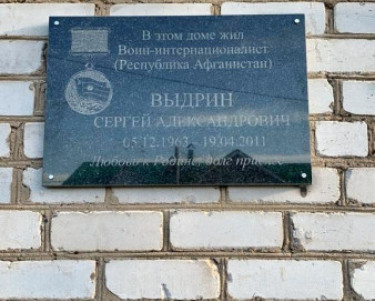 В этом доме жил
Воин-интернационалист
(Республика Афганистан)
ВЫДРИН
СЕРГЕЙ АЛЕКСАНДРОВИЧ
05.12.1963 - 19.04.2011
Любовь к Родине, долг присяге